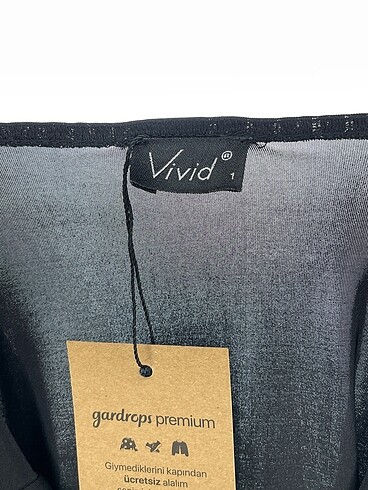 Vivid®
1
gardrops premium
Giymediklerini kapından
ücretsiz alalım